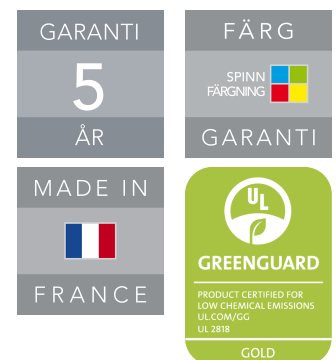 GARANTI
5
ÅR
FÄRG
SPINN
FÄRGNING
GARANTI
MADE IN
FRANCE
UL
GREENGUARD
PRODUCT CERTIFIED FOR
LOW CHEMICAL EMISSIONS
UL.COM/GG
UL 2818
GOLD